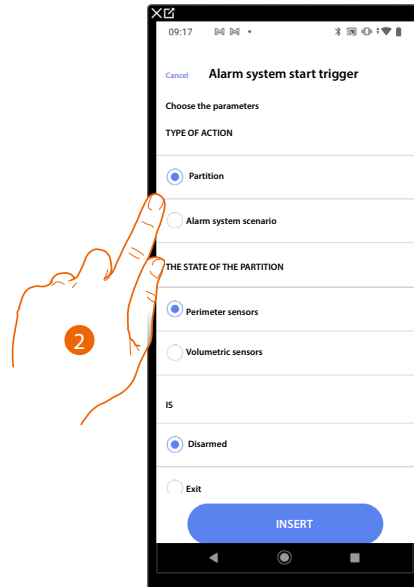 09:17
Cancel Alarm system start trigger
Choose the parameters
TYPE OF ACTION
Partition
Alarm system scenario
THE STATE OF THE PARTITION
Perimeter sensors
Volumetric sensors
2
IS
Disarmed
Exit
INSERT